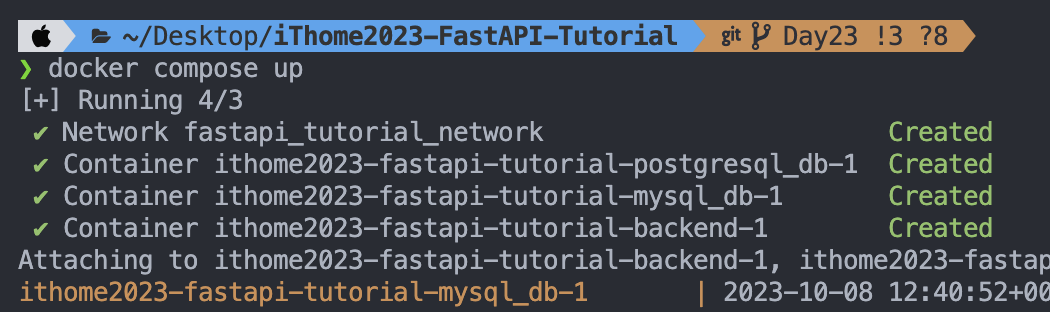 ~/Desktop/iThome2023-FastAPI-Tutorial git Day23 !3 ?8
❯ docker compose up
[+] Running 4/3
✔ Network fastapi_tutorial_network Created
✔ Container ithome2023-fastapi-tutorial-postgresql_db-1 Created
✔ Container ithome2023-fastapi-tutorial-mysql_db-1 Created
✔ Container ithome2023-fastapi-tutorial-backend-1 Created
Attaching to ithome2023-fastapi-tutorial-backend-1, ithome2023-fastap
ithome2023-fastapi-tutorial-mysql_db-1 | 2023-10-08 12:40:52+00